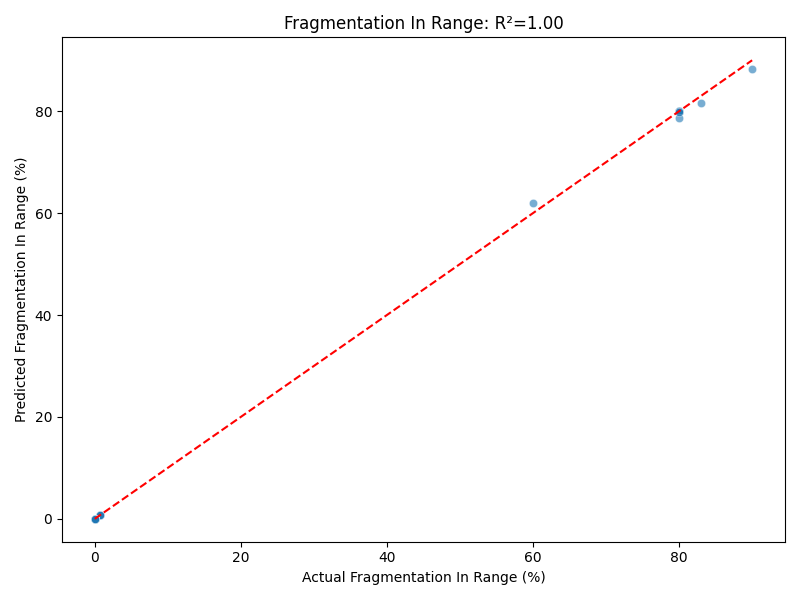 Fragmentation In Range: R²=1.00
Predicted Fragmentation In Range (%)
80
60
40
20
0
0 20 40 60 80
Actual Fragmentation In Range (%)